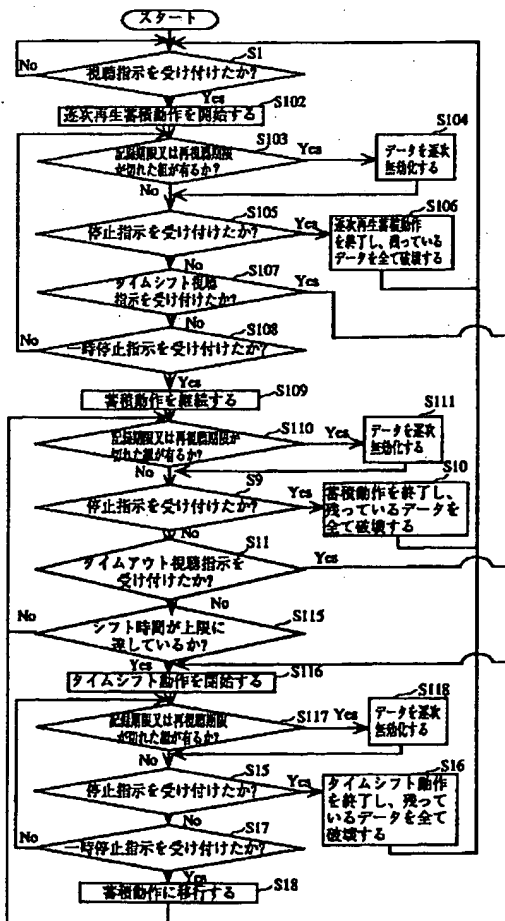 スタート
S1
No
視聴指示を受け付けたか?
Yes
S102
逐次再生蓄積動作を開始する
S103
記録期限又は再視聴期限
が切れた組が有るか?
Yes
S104
データを逐次
無効化する
No
S105
停止指示を受け付けたか?
Yes
S106
逐次再生蓄積動作
を終了し、残っている
データを全て破壊する
No
S107
タイムシフト視聴
指示を受け付けたか?
Yes
No
S108
No
一時停止指示を受け付けたか?
Yes
S109
蓄積動作を継続する
S110
記録期限又は再視聴期限が
切れた組が有るか?
Yes
S111
データを逐次
無効化する
No
S9
停止指示を受け付けたか?
Yes
S10
蓄積動作を終了し、
残っているデータを
全て破壊する
No
S11
タイムアウト視聴指示を
受け付けたか?
Yes
No
S115
No
シフト時間が上限に
達しているか?
Yes
S116
タイムシフト動作を開始する
S117
記録期限又は再視聴期限
が切れた組が有るか?
Yes
S118
データを逐次
無効化する
No
S15
停止指示を受け付けたか?
Yes
S16
タイムシフト動作
を終了し、残って
いるデータを全て
破壊する
No
S17
No
一時停止指示を受け付けたか?
Yes
S18
蓄積動作に移行する